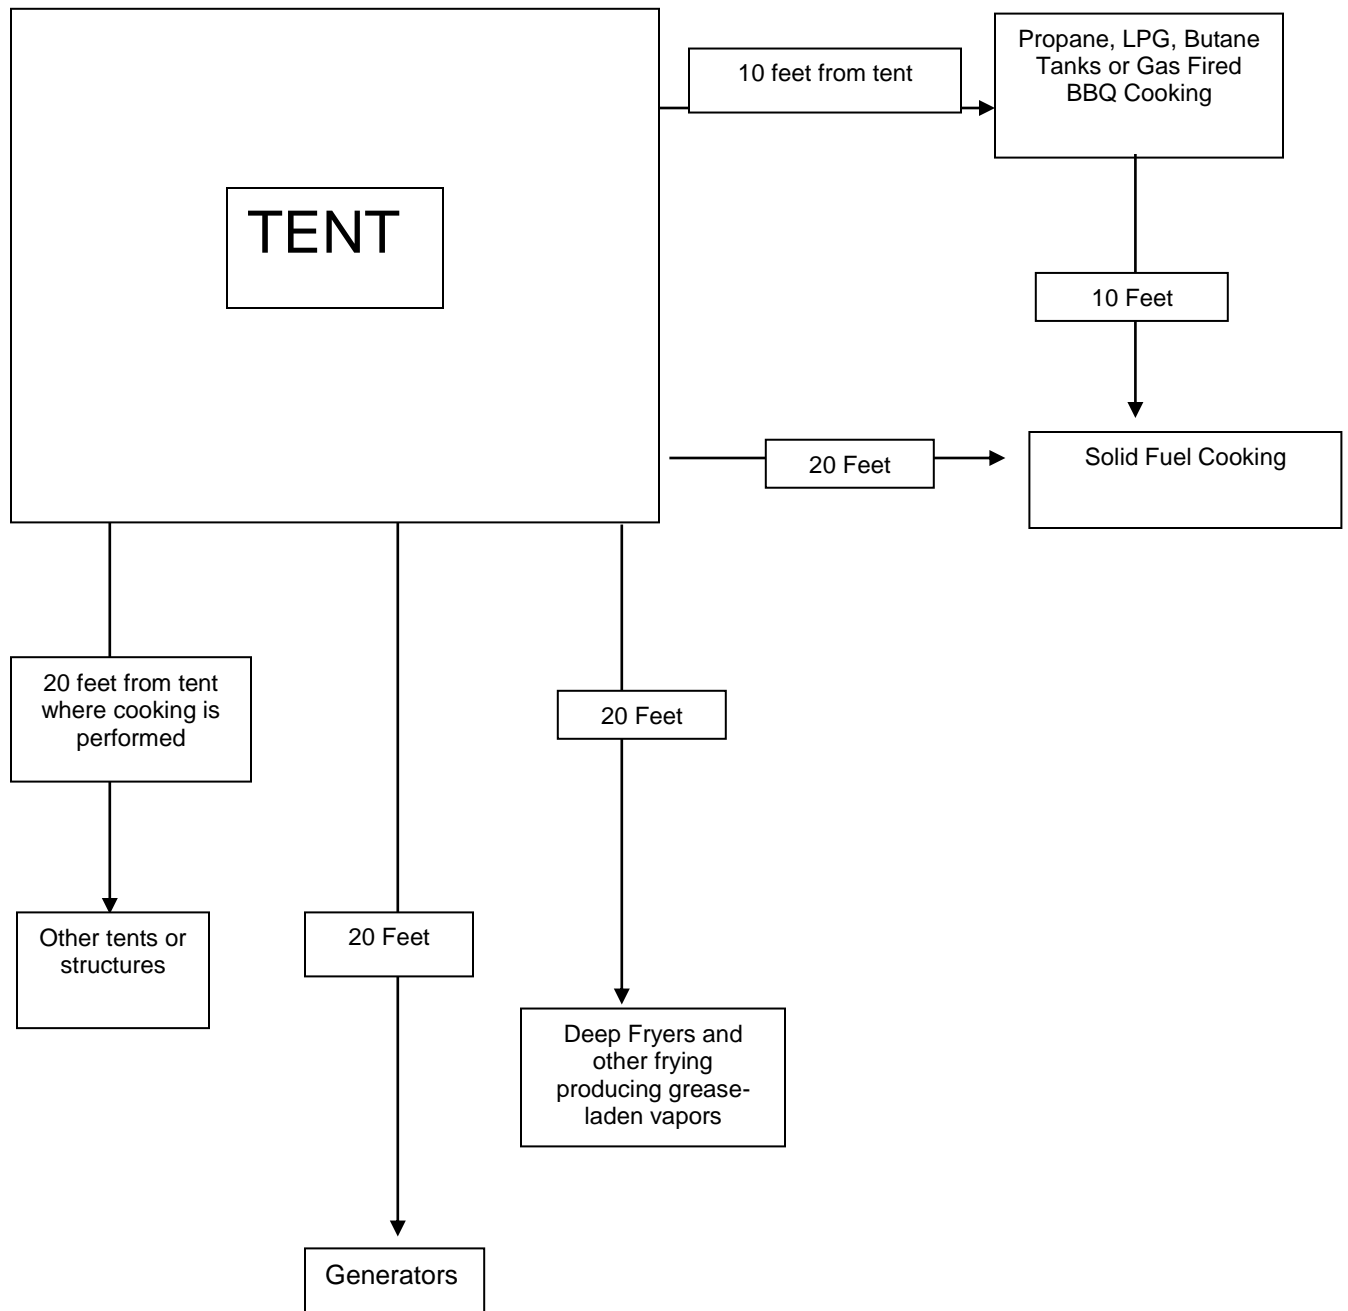 10 feet from tent
Propane, LPG, Butane
Tanks or Gas Fired
BBQ Cooking
TENT
10 Feet
20 Feet
Solid Fuel Cooking
20 feet from tent
where cooking is
performed
20 Feet
Other tents or
structures
20 Feet
Deep Fryers and
other frying
producing grease-
laden vapors
Generators